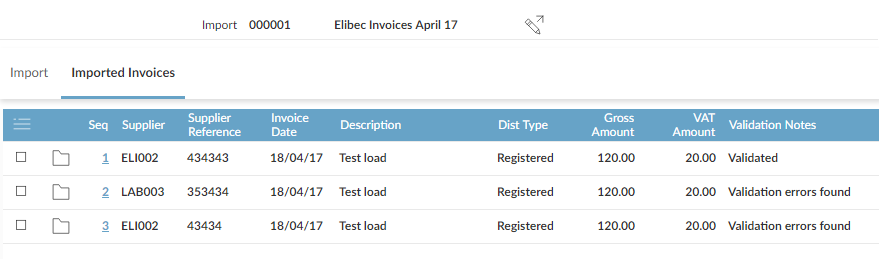 Import 000001 Elibec Invoices April 17
Import Imported Invoices
Seq Supplier Supplier Reference Invoice Date Description Dist Type Gross Amount VAT Amount Validation Notes
1 ELI002 434343 18/04/17 Test load Registered 120.00 20.00 Validated
2 LAB003 353434 18/04/17 Test load Registered 120.00 20.00 Validation errors found
3 ELI002 43434 18/04/17 Test load Registered 120.00 20.00 Validation errors found